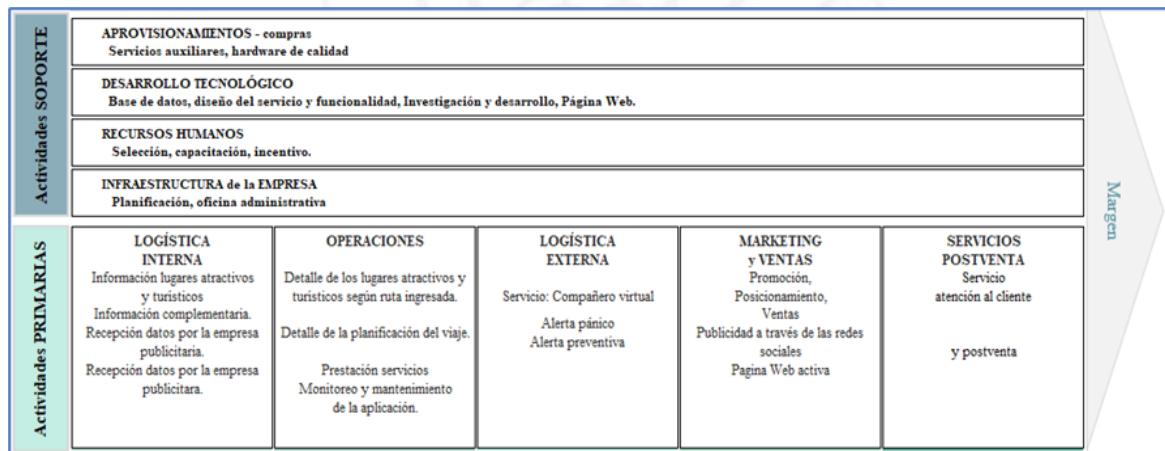 Actividades SOPORTE
APROVISIONAMIENTOS - compras
Servicios auxiliares, hardware de calidad
DESARROLLO TECNOLÓGICO
Base de datos, diseño del servicio y funcionalidad, Investigación y desarrollo, Página Web.
RECURSOS HUMANOS
Selección, capacitación, incentivo.
INFRAESTRUCTURA de la EMPRESA
Planificación, oficina administrativa
Margen
Actividades PRIMARIAS
LOGÍSTICA
INTERNA
Información lugares atractivos
y turísticos
Información complementaria.
Recepción datos por la empresa
publicitaria.
Recepción datos por la empresa
publicitara.
OPERACIONES
Detalle de los lugares atractivos y
turísticos según ruta ingresada.
Detalle de la planificación del viaje.
Prestación servicios
Monitoreo y mantenimiento
de la aplicación.
LOGÍSTICA
EXTERNA
Servicio: Compañero virtual
Alerta pánico
Alerta preventiva
MARKETING
y VENTAS
Promoción,
Posicionamiento,
Ventas
Publicidad a través de las redes
sociales
Pagina Web activa
SERVICIOS
POSTVENTA
Servicio
atención al cliente
y postventa